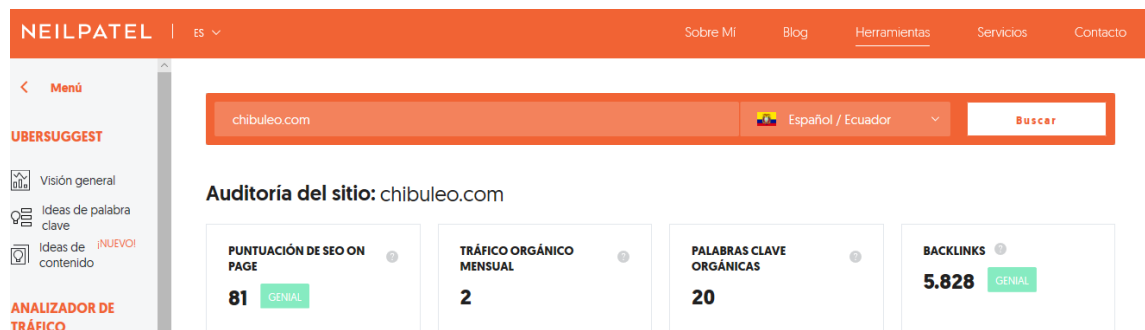 NEILPATEL
ES
Sobre Mí
Blog
Herramientas
Servicios
Contacto
Menú
UBERSUGGEST
Visión general
Ideas de palabra
clave
Ideas de ¡NUEVO!
contenido
ANALIZADOR DE
TRÁFICO
chibuleo.com
Español / Ecuador
Buscar
Auditoría del sitio: chibuleo.com
PUNTUACIÓN DE SEO ON
PAGE
?
81 GENIAL
TRÁFICO ORGÁNICO
MENSUAL
?
2
PALABRAS CLAVE
ORGÁNICAS
?
20
BACKLINKS ?
5.828 GENIAL